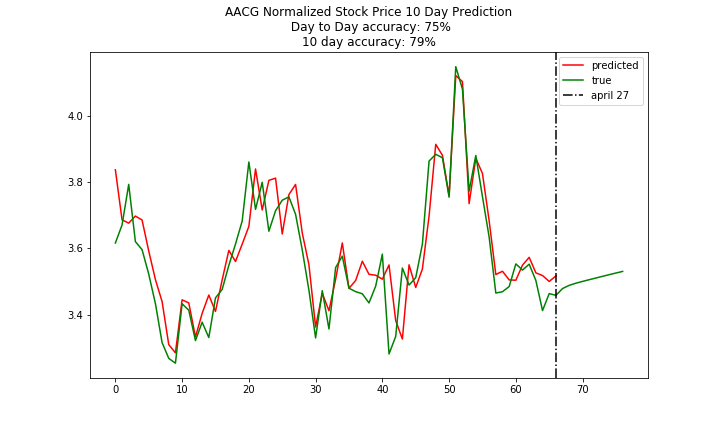 AACG Normalized Stock Price 10 Day Prediction
Day to Day accuracy: 75%
10 day accuracy: 79%
predicted
true
april 27
4.0
3.8
3.6
3.4
0 10 20 30 40 50 60 70